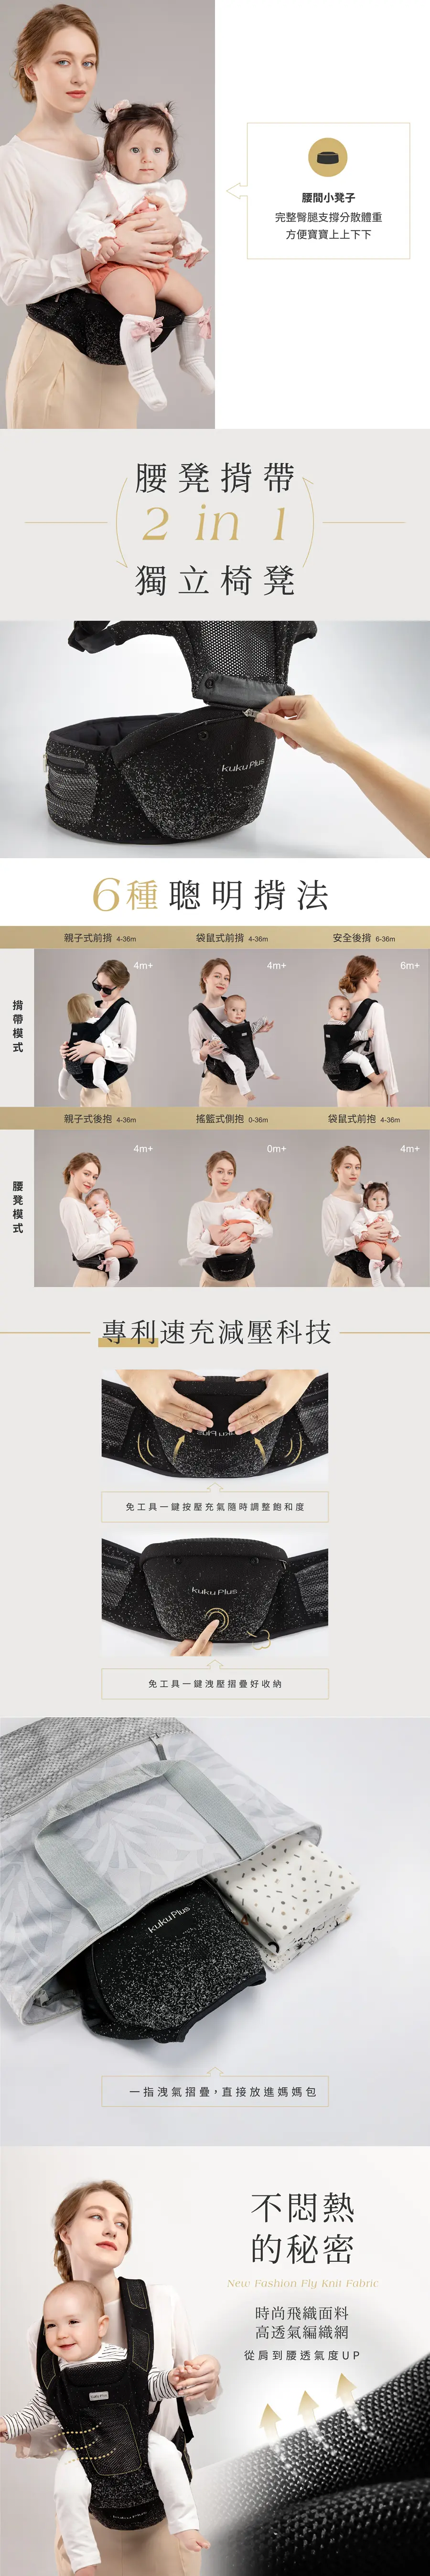 腰間小凳子
完整臀腿支撐分散體重
方便寶寶上上下下
腰凳揹帶
2 in 1
獨立椅凳
kuku Plus
6種聰明揹法
親子式前揹 4-36m
袋鼠式前揹 4-36m
安全後揹 6-36m
揹帶模式
4m+
4m+
6m+
親子式後抱 4-36m
搖籃式側抱 0-36m
袋鼠式前抱 4-36m
腰凳模式
4m+
0m+
4m+
專利速充減壓科技
kuku Plus
免工具一鍵按壓充氣隨時調整飽和度
kuku Plus
免工具一鍵洩壓摺疊好收納
kuku Plus
一指洩氣摺疊，直接放進媽媽包
不悶熱
的秘密
New Fashion Fly Knit Fabric
時尚飛織面料
高透氣編織網
從肩到腰透氣度UP
kuku Plus
kuku Plus